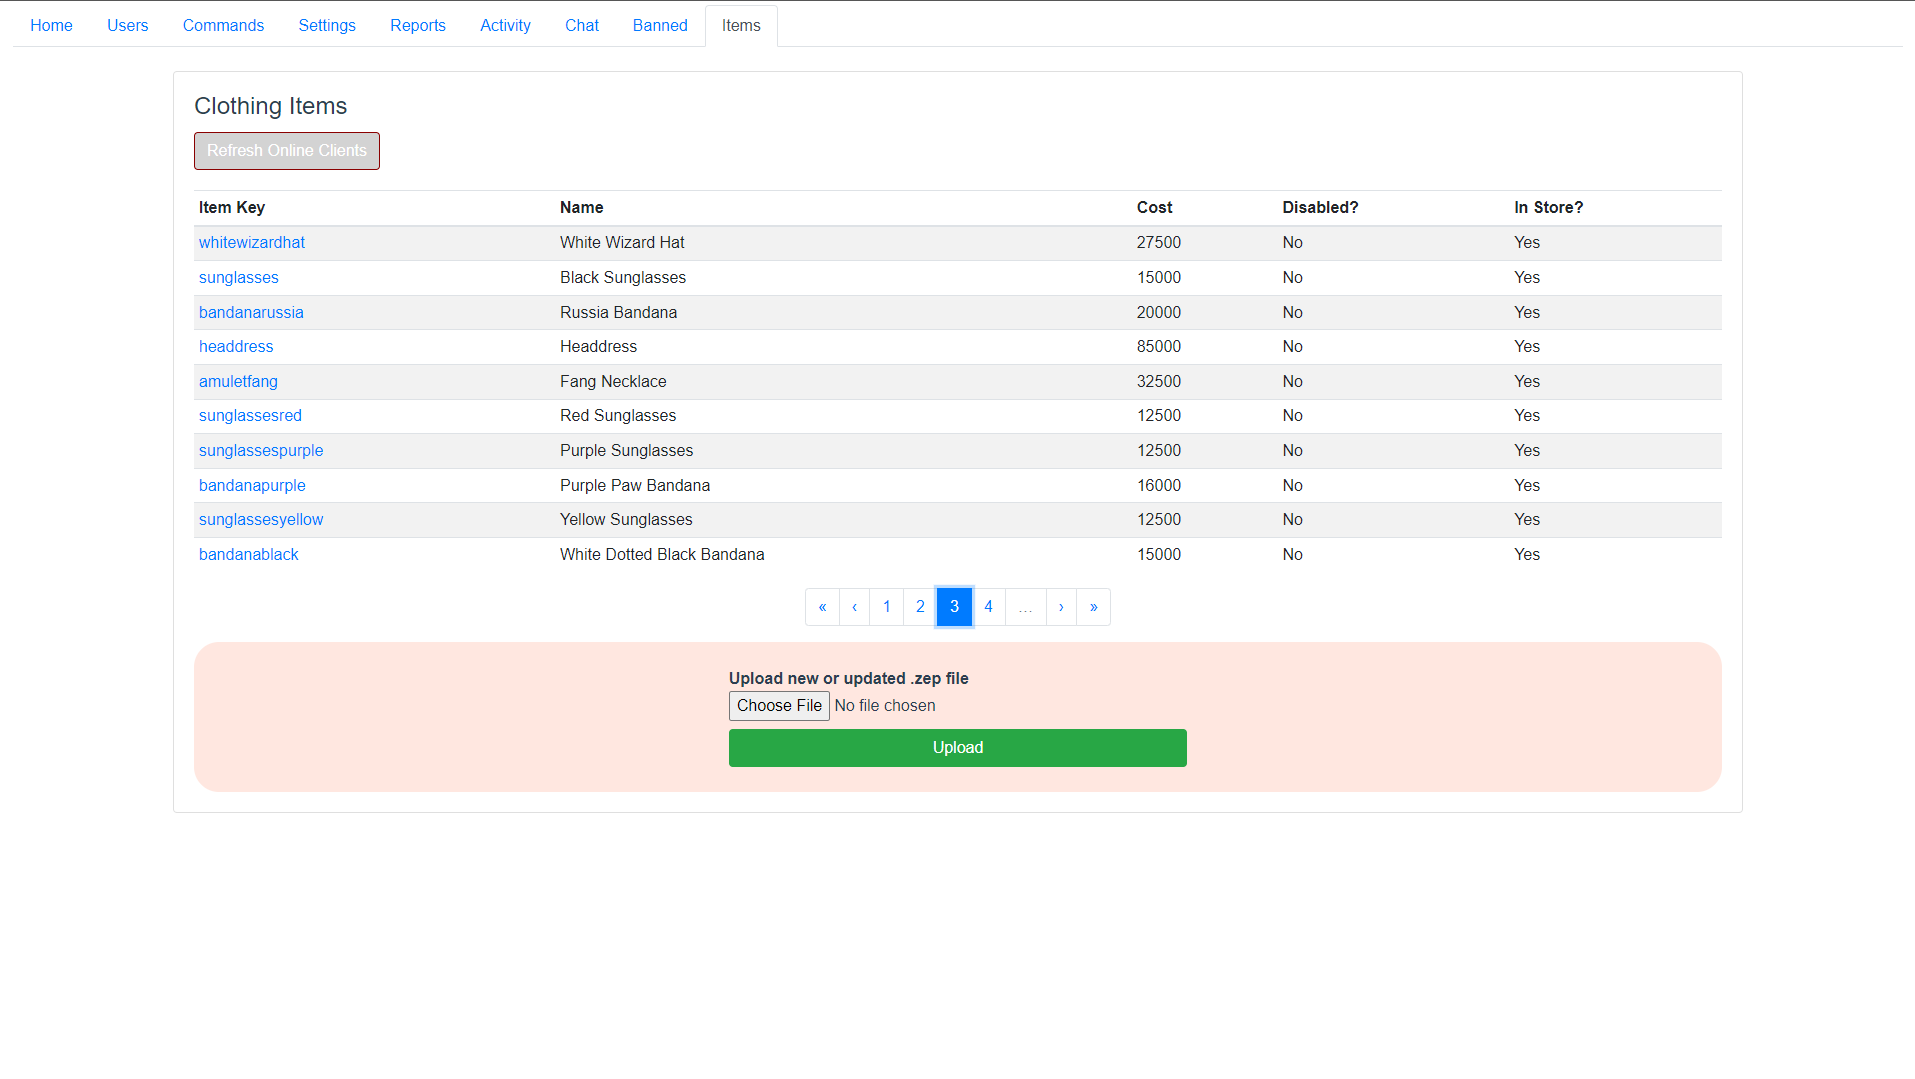 Home Users Commands Settings Reports Activity Chat Banned Items
Clothing Items
Refresh Online Clients
Item Key Name Cost Disabled? In Store?
whitewizardhat White Wizard Hat 27500 No Yes
sunglasses Black Sunglasses 15000 No Yes
bandanarussia Russia Bandana 20000 No Yes
headdress Headdress 85000 No Yes
amuletfang Fang Necklace 32500 No Yes
sunglassesred Red Sunglasses 12500 No Yes
sunglassespurple Purple Sunglasses 12500 No Yes
bandanapurple Purple Paw Bandana 16000 No Yes
sunglassesyellow Yellow Sunglasses 12500 No Yes
bandanablack White Dotted Black Bandana 15000 No Yes
« ‹ 1 2 3 4 … › »
Upload new or updated .zep file
Choose File No file chosen
Upload